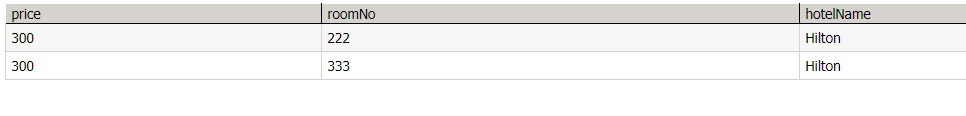 price roomNo hotelName
300 222 Hilton
300 333 Hilton